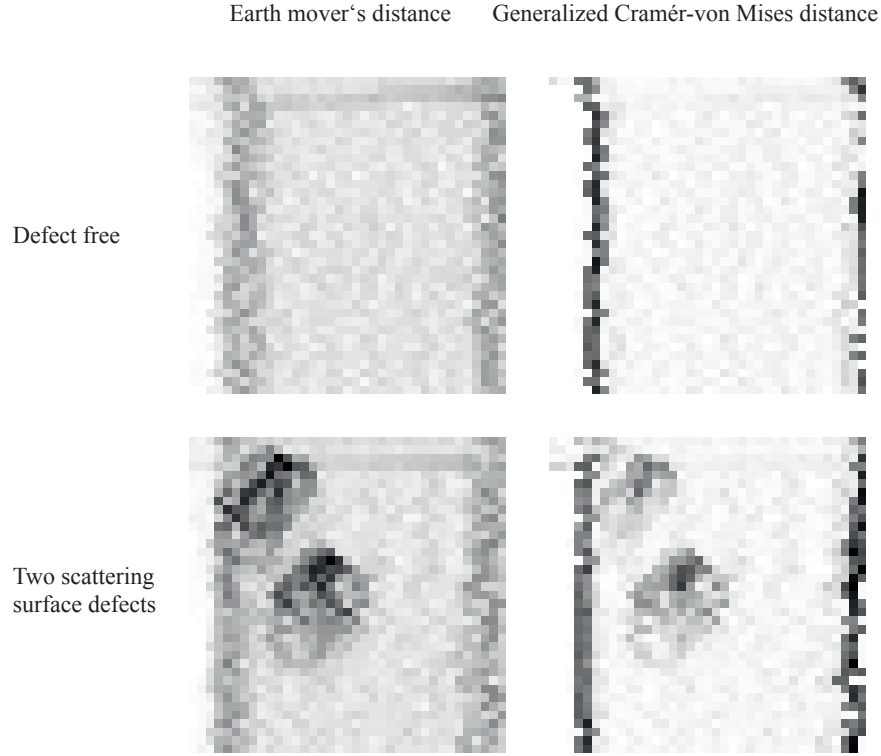 Earth mover‘s distance
Generalized Cramér-von Mises distance
Defect free
Two scattering
surface defects